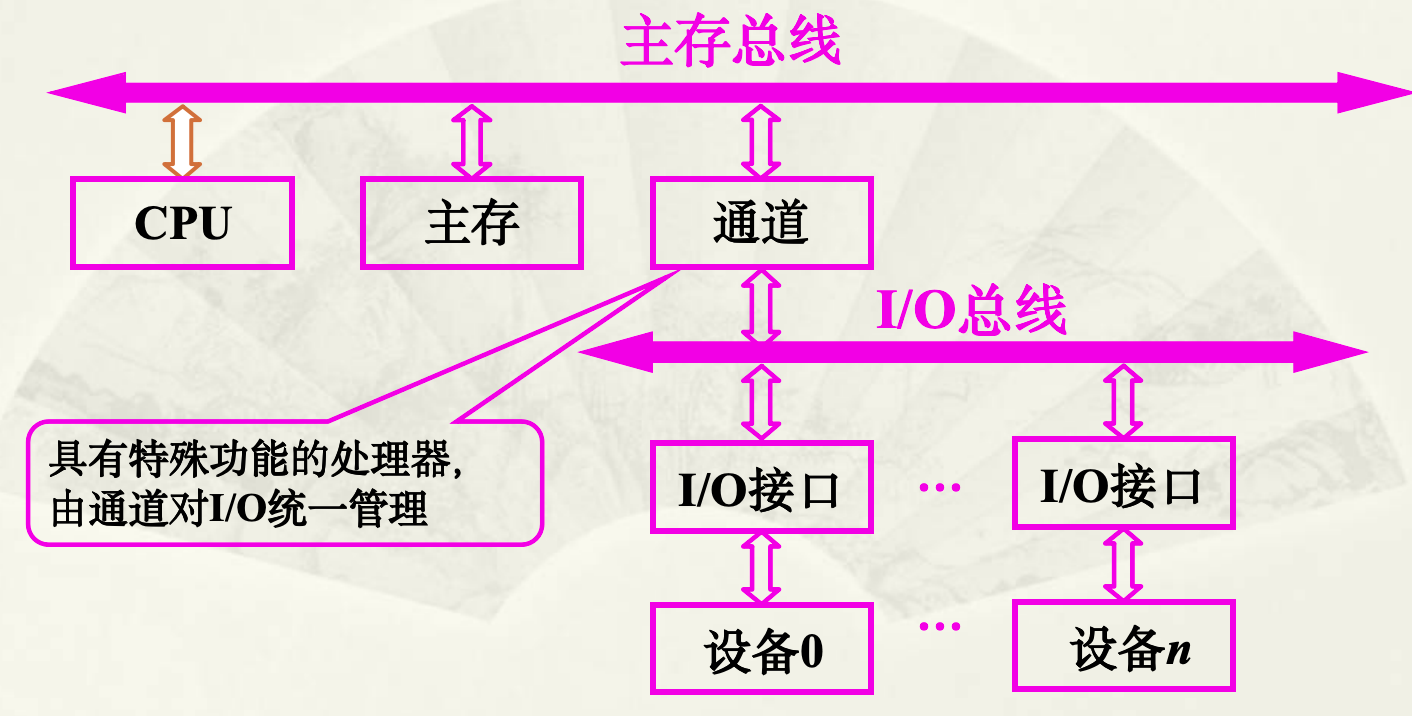 主存总线
CPU
主存
通道
I/O总线
具有特殊功能的处理器，
由通道对I/O统一管理
I/O接口
…
I/O接口
设备0
…
设备n